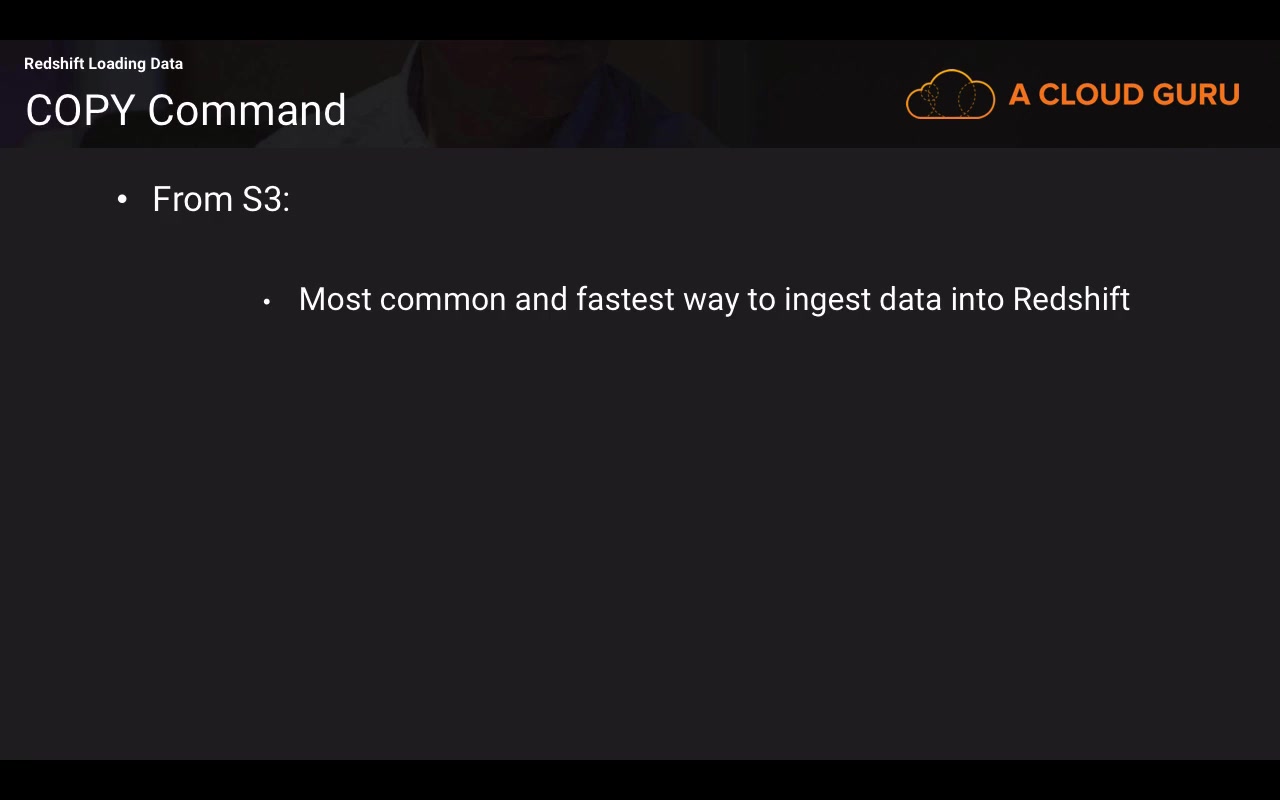 Redshift Loading Data
COPY Command
A CLOUD GURU
• From S3:
• Most common and fastest way to ingest data into Redshift